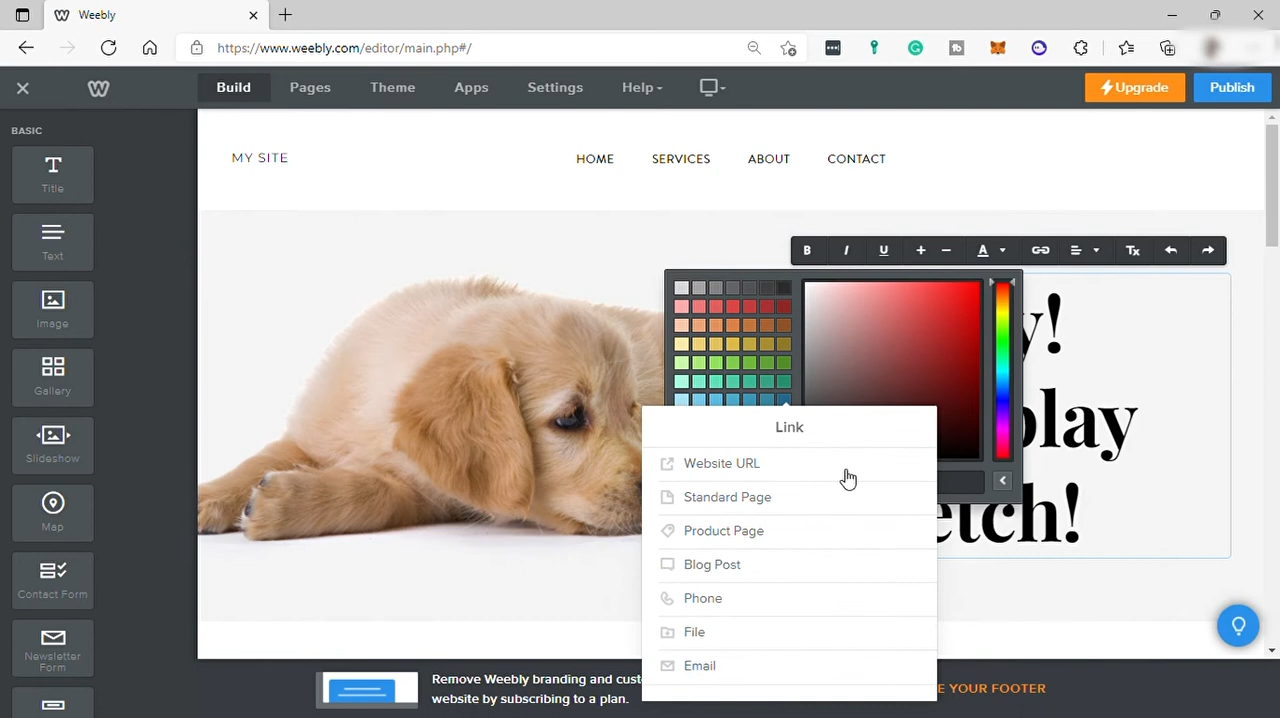 Weebly
https://www.weebly.com/editor/main.php#/
Build Pages Theme Apps Settings Help
Upgrade
Publish
BASIC
Title
Text
Image
Gallery
Slideshow
Map
Contact Form
Newsletter
Form
MY SITE
HOME SERVICES ABOUT CONTACT
B I U + − A Tx
y!
play
etch!
Link
Website URL
Standard Page
Product Page
Blog Post
Phone
File
Email
Remove Weebly branding and cust
website by subscribing to a plan.
E YOUR FOOTER